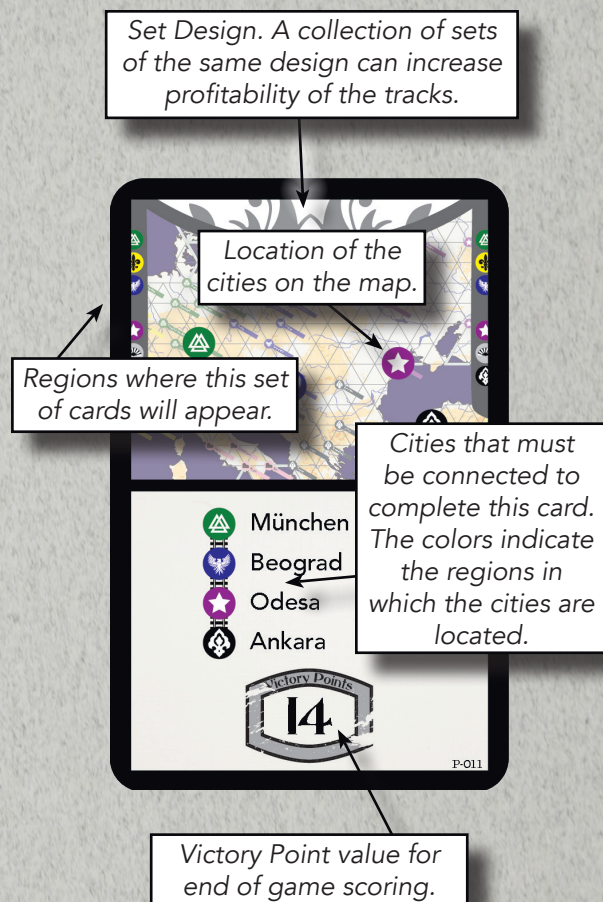 Set Design. A collection of sets
of the same design can increase
profitability of the tracks.
Location of the
cities on the map.
Regions where this set
of cards will appear.
Cities that must
be connected to
complete this card.
The colors indicate
the regions in
which the cities are
located.
München
Beograd
Odesa
Ankara
Victory Points
14
P-011
Victory Point value for
end of game scoring.